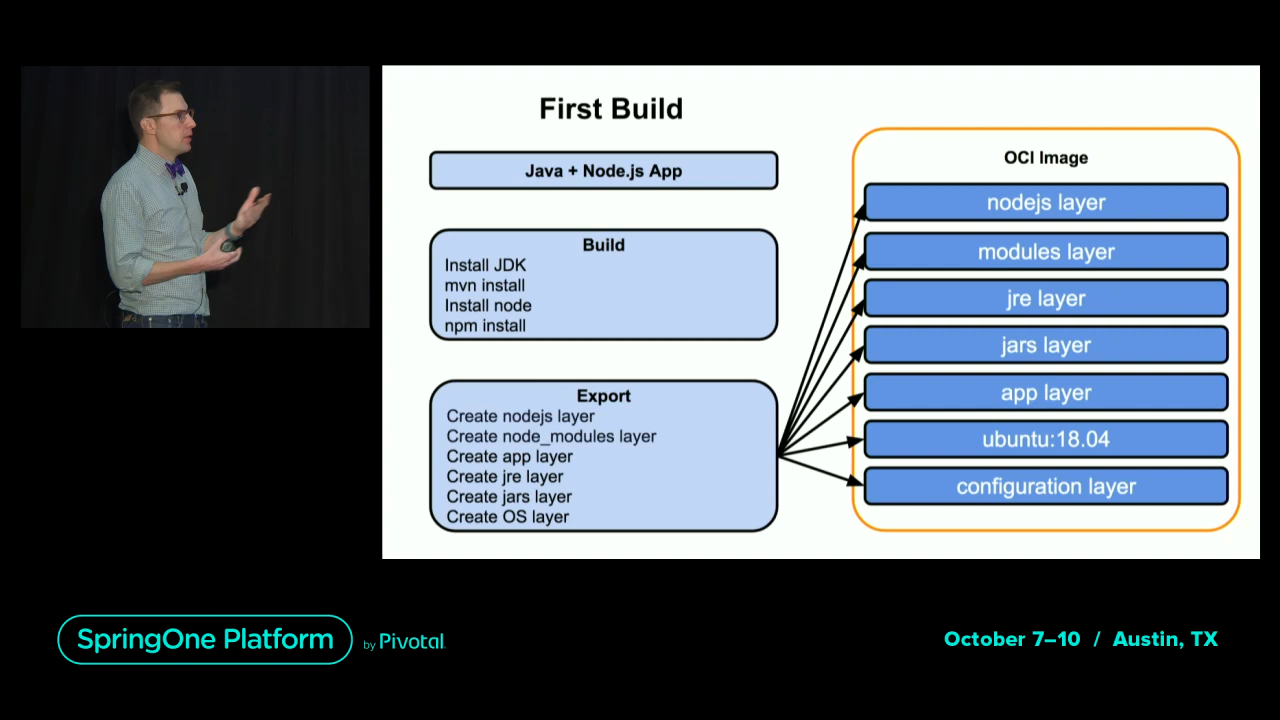 First Build
Java + Node.js App
Build
Install JDK
mvn install
Install node
npm install
Export
Create nodejs layer
Create node_modules layer
Create app layer
Create jre layer
Create jars layer
Create OS layer
OCI Image
nodejs layer
modules layer
jre layer
jars layer
app layer
ubuntu:18.04
configuration layer
SpringOne Platform by Pivotal
October 7–10 / Austin, TX